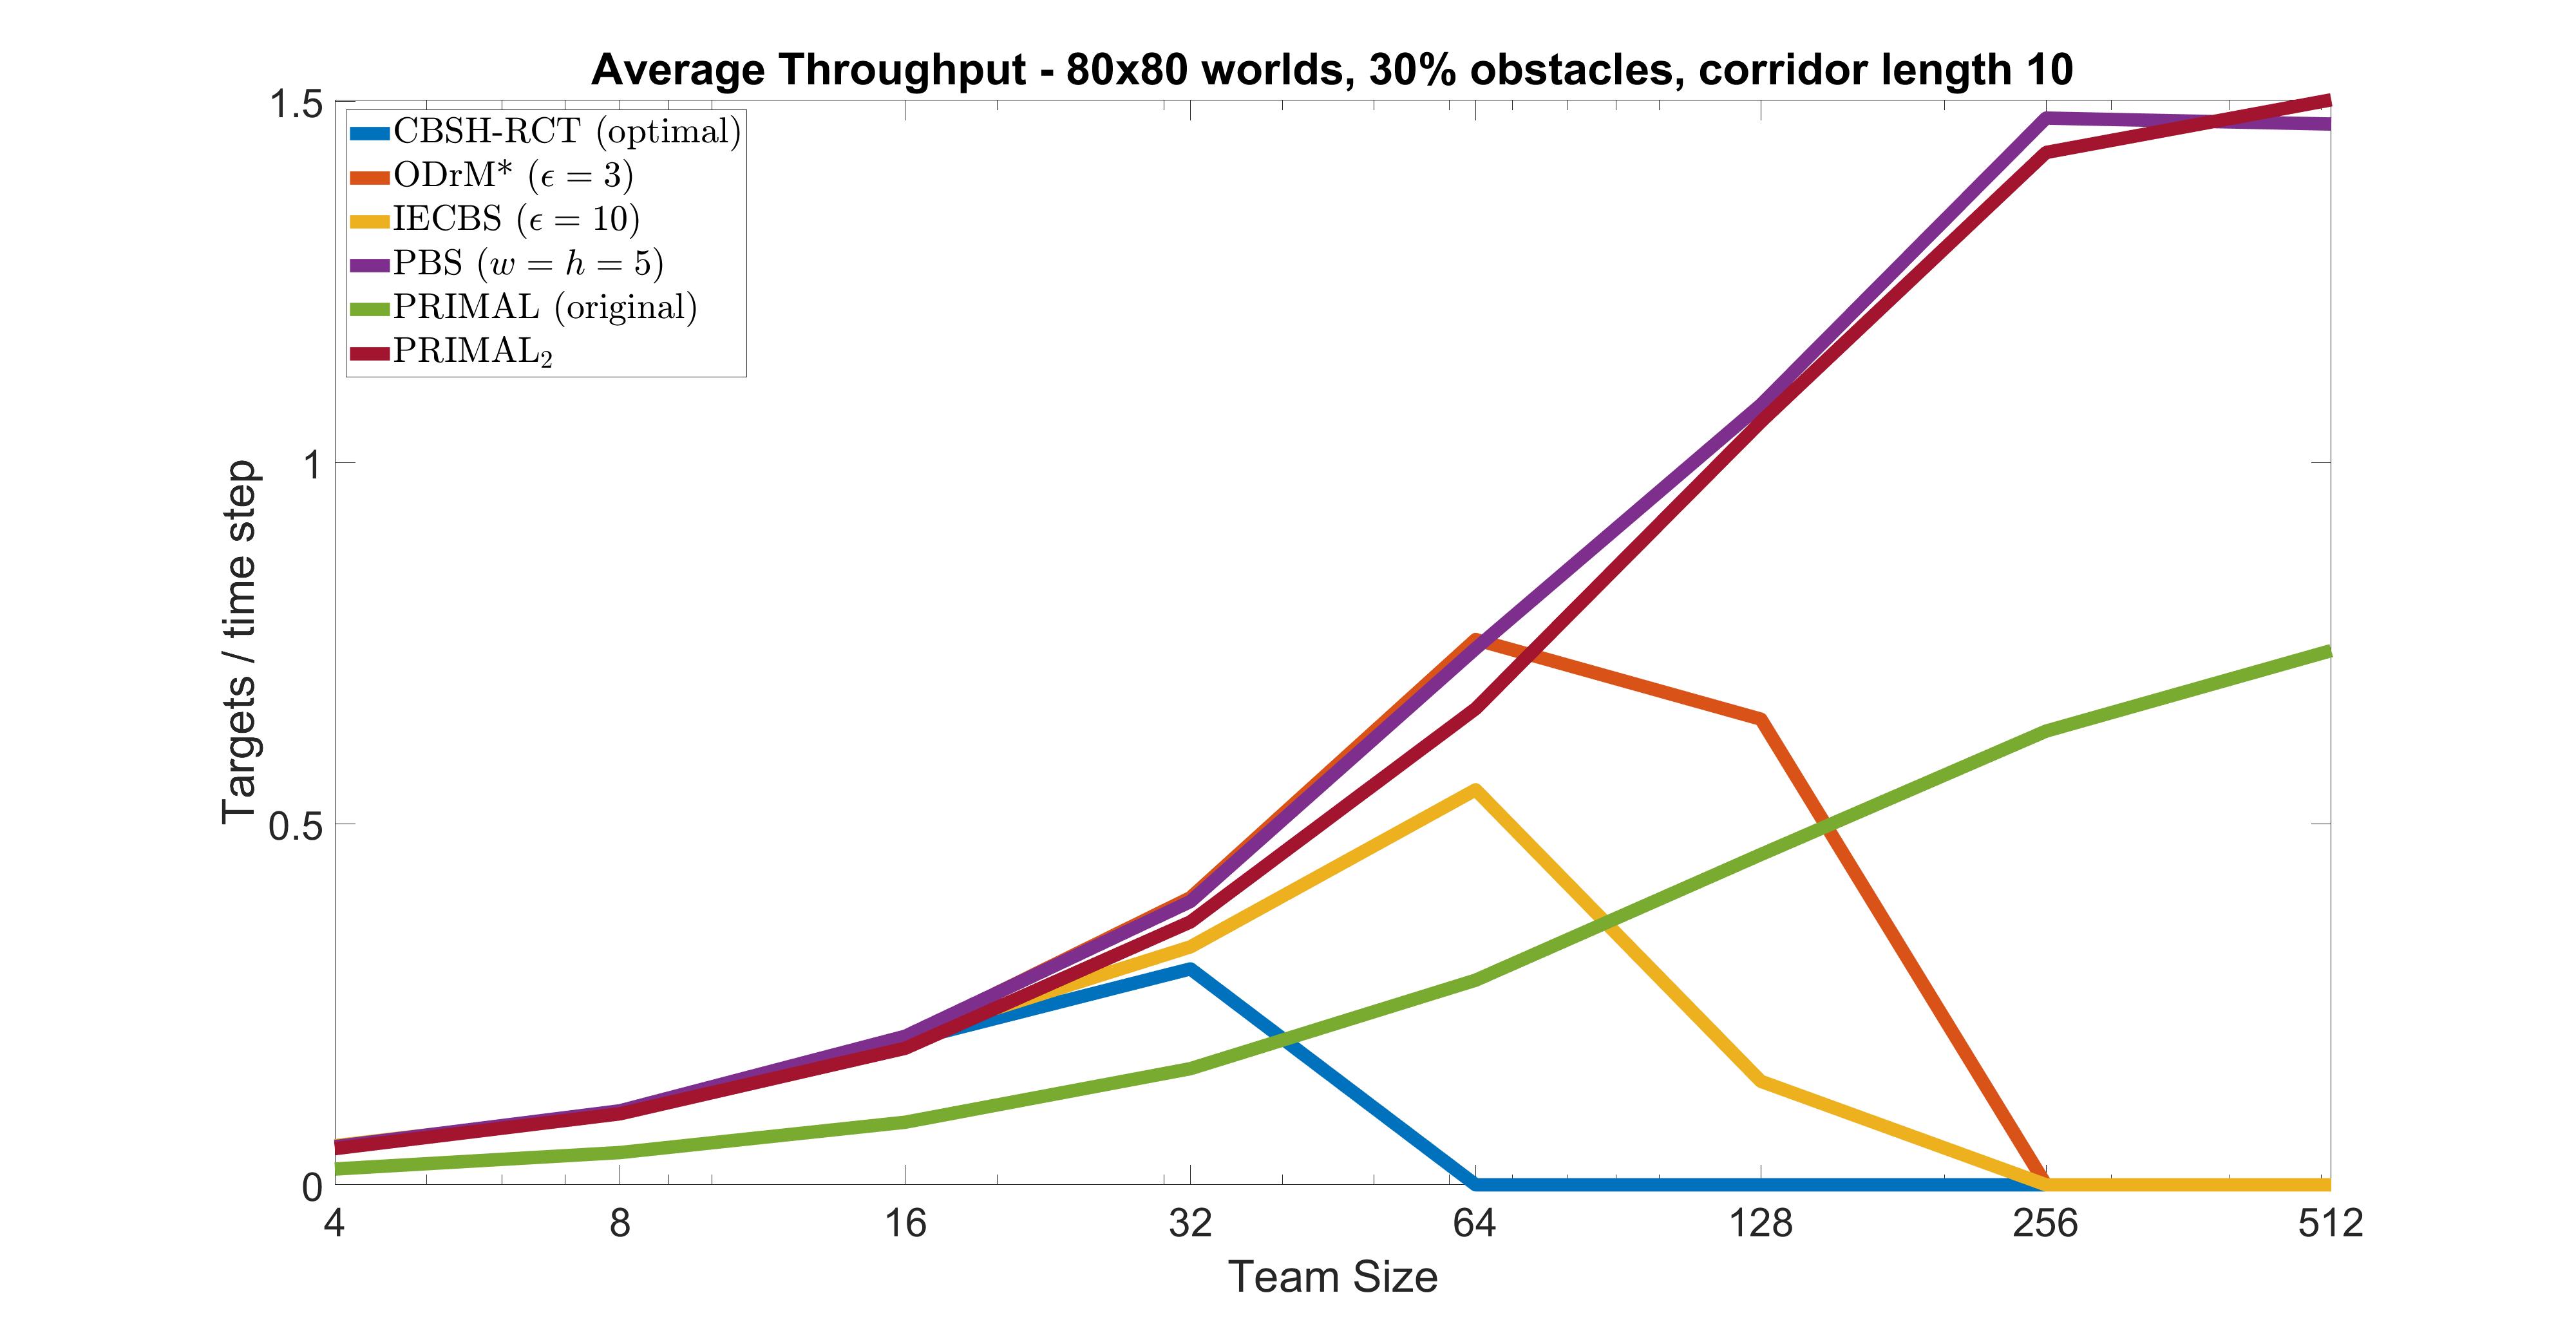 Average Throughput - 80x80 worlds, 30% obstacles, corridor length 10
1.5
CBSH-RCT (optimal)
ODrM* (ϵ = 3)
IECBS (ϵ = 10)
PBS (w = h = 5)
PRIMAL (original)
PRIMAL₂
1
0.5
0
Targets / time step
4 8 16 32 64 128 256 512
Team Size